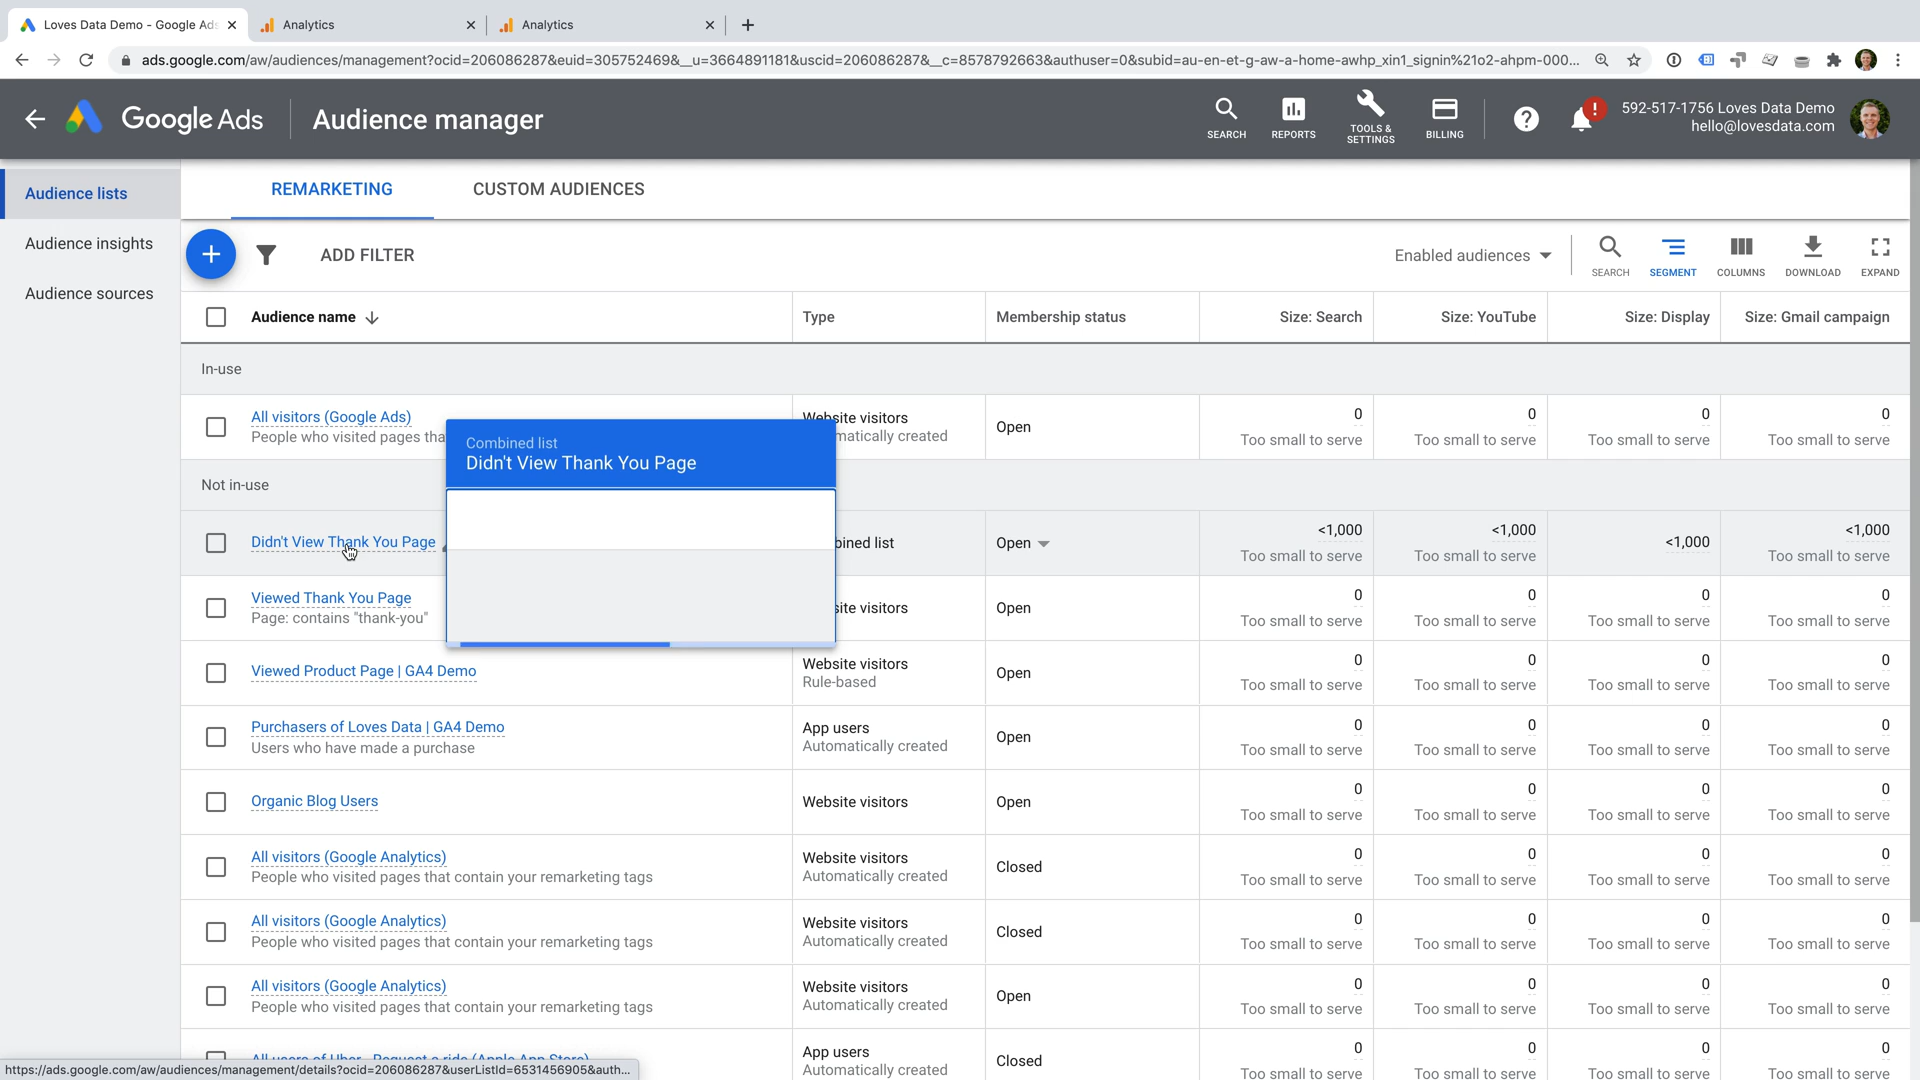 Loves Data Demo - Google Ads
Analytics
Analytics
ads.google.com/aw/audiences/management?ocid=206086287&euid=305752469&__u=3664891181&uscid=206086287&__c=8578792663&authuser=0&subid=au-en-et-g-aw-a-home-awhp_xin1_signin%21o2-ahpm-000...
Google Ads
Audience manager
SEARCH
REPORTS
TOOLS &
SETTINGS
BILLING
?
!
592-517-1756 Loves Data Demo
hello@lovesdata.com
Audience lists
Audience insights
Audience sources
REMARKETING
CUSTOM AUDIENCES
ADD FILTER
Enabled audiences
SEARCH
SEGMENT
COLUMNS
DOWNLOAD
EXPAND
Audience name
Type
Membership status
Size: Search
Size: YouTube
Size: Display
Size: Gmail campaign
In-use
All visitors (Google Ads)
People who visited pages tha
Website visitors
matically created
Open
0
Too small to serve
0
Too small to serve
0
Too small to serve
0
Too small to serve
Combined list
Didn't View Thank You Page
Not in-use
Didn't View Thank You Page
bined list
Open
<1,000
Too small to serve
<1,000
Too small to serve
<1,000
<1,000
Too small to serve
Viewed Thank You Page
Page: contains "thank-you"
site visitors
Open
0
Too small to serve
0
Too small to serve
0
Too small to serve
0
Too small to serve
Viewed Product Page | GA4 Demo
Website visitors
Rule-based
Open
0
Too small to serve
0
Too small to serve
0
Too small to serve
0
Too small to serve
Purchasers of Loves Data | GA4 Demo
Users who have made a purchase
App users
Automatically created
Open
0
Too small to serve
0
Too small to serve
0
Too small to serve
0
Too small to serve
Organic Blog Users
Website visitors
Open
0
Too small to serve
0
Too small to serve
0
Too small to serve
0
Too small to serve
All visitors (Google Analytics)
People who visited pages that contain your remarketing tags
Website visitors
Automatically created
Closed
0
Too small to serve
0
Too small to serve
0
Too small to serve
0
Too small to serve
All visitors (Google Analytics)
People who visited pages that contain your remarketing tags
Website visitors
Automatically created
Closed
0
Too small to serve
0
Too small to serve
0
Too small to serve
0
Too small to serve
All visitors (Google Analytics)
People who visited pages that contain your remarketing tags
Website visitors
Automatically created
Open
0
Too small to serve
0
Too small to serve
0
Too small to serve
0
Too small to serve
All users of Uber - Request a ride (Apple App Store)
App users
Automatically created
Closed
0
Too small to serve
0
Too small to serve
0
Too small to serve
0
Too small to serve
https://ads.google.com/aw/audiences/management/details?ocid=206086287&userListId=6531456905&auth...